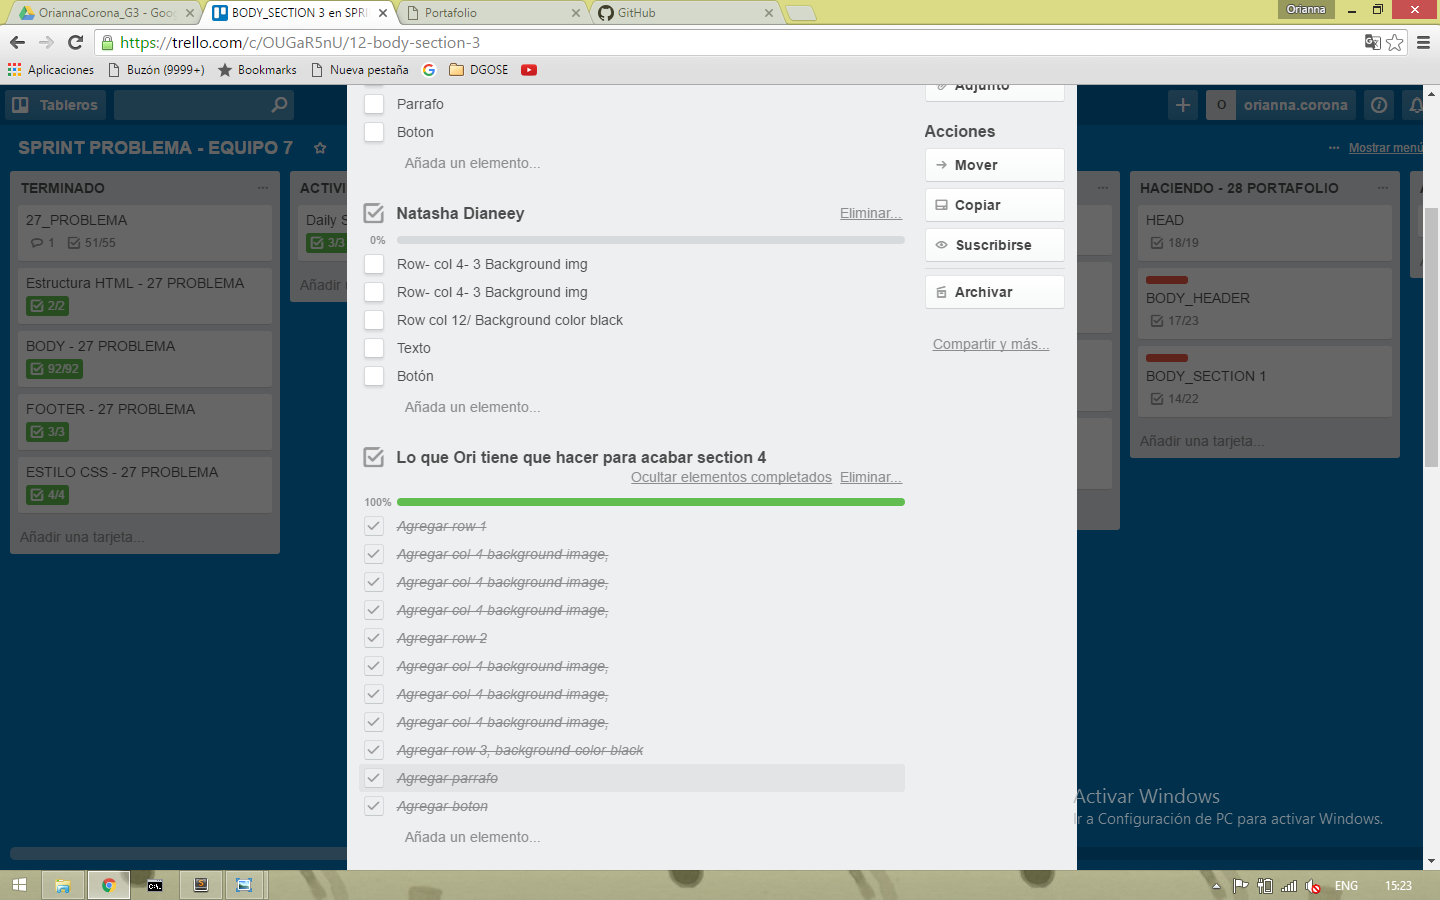 OriannaCorona_G3 - Goog
BODY_SECTION 3 en SPRI
Portafolio
GitHub
Orianna
https://trello.com/c/OUGaR5nU/12-body-section-3
Aplicaciones
Buzón (9999+)
Bookmarks
Nueva pestaña
DGOSE
Tableros
O
orianna.corona
SPRINT PROBLEMA - EQUIPO 7
Mostrar menú
TERMINADO
27_PROBLEMA
1
51/55
Estructura HTML - 27 PROBLEMA
2/2
BODY - 27 PROBLEMA
92/92
FOOTER - 27 PROBLEMA
3/3
ESTILO CSS - 27 PROBLEMA
4/4
Añadir una tarjeta...
ACTIVI
Daily S
3/3
Añadir u
Parrafo
Boton
Añada un elemento...
Natasha Dianeey
Eliminar...
0%
Row- col 4- 3 Background img
Row- col 4- 3 Background img
Row col 12/ Background color black
Texto
Botón
Añada un elemento...
Lo que Ori tiene que hacer para acabar section 4
Ocultar elementos completados
Eliminar...
100%
Agregar row 1
Agregar col 4 background image,
Agregar col 4 background image,
Agregar col 4 background image,
Agregar row 2
Agregar col 4 background image,
Agregar col 4 background image,
Agregar col 4 background image,
Agregar row 3, background-color black
Agregar parrafo
Agregar boton
Añada un elemento...
Adjunto
Acciones
Mover
Copiar
Suscribirse
Archivar
Compartir y más...
HACIENDO - 28 PORTAFOLIO
HEAD
18/19
BODY_HEADER
17/23
BODY_SECTION 1
14/22
Añadir una tarjeta...
Activar Windows
Ir a Configuración de PC para activar Windows.
ENG
15:23